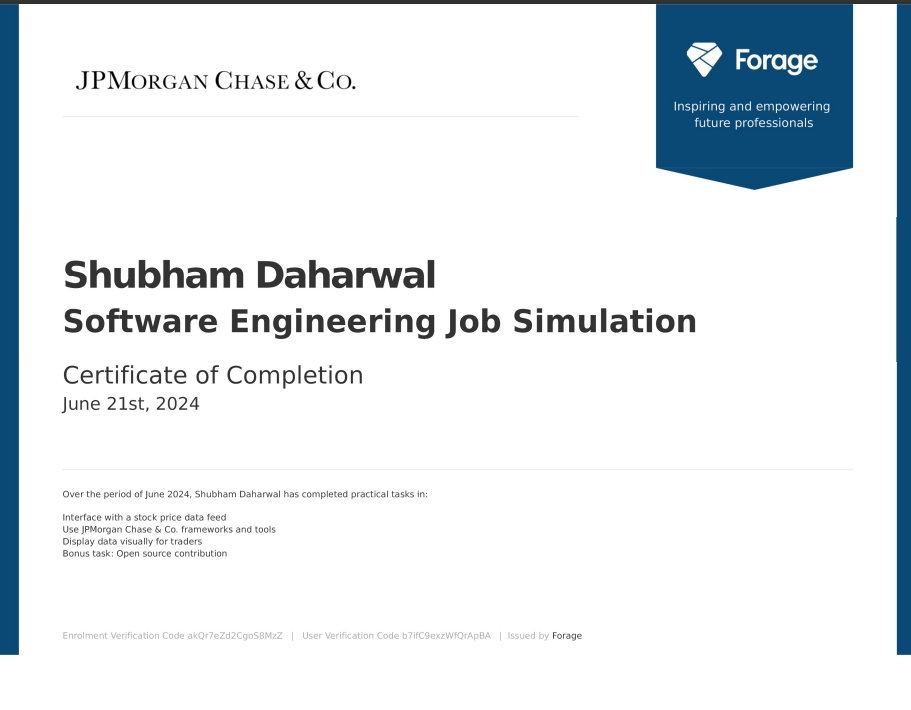 JPMORGAN CHASE & CO.
Forage
Inspiring and empowering
future professionals
Shubham Daharwal
Software Engineering Job Simulation
Certificate of Completion
June 21st, 2024
Over the period of June 2024, Shubham Daharwal has completed practical tasks in:
Interface with a stock price data feed
Use JPMorgan Chase & Co. frameworks and tools
Display data visually for traders
Bonus task: Open source contribution
Enrolment Verification Code akQr7eZd2CgoS8MzZ | User Verification Code b7ifC9exzWfQrApBA | Issued by Forage